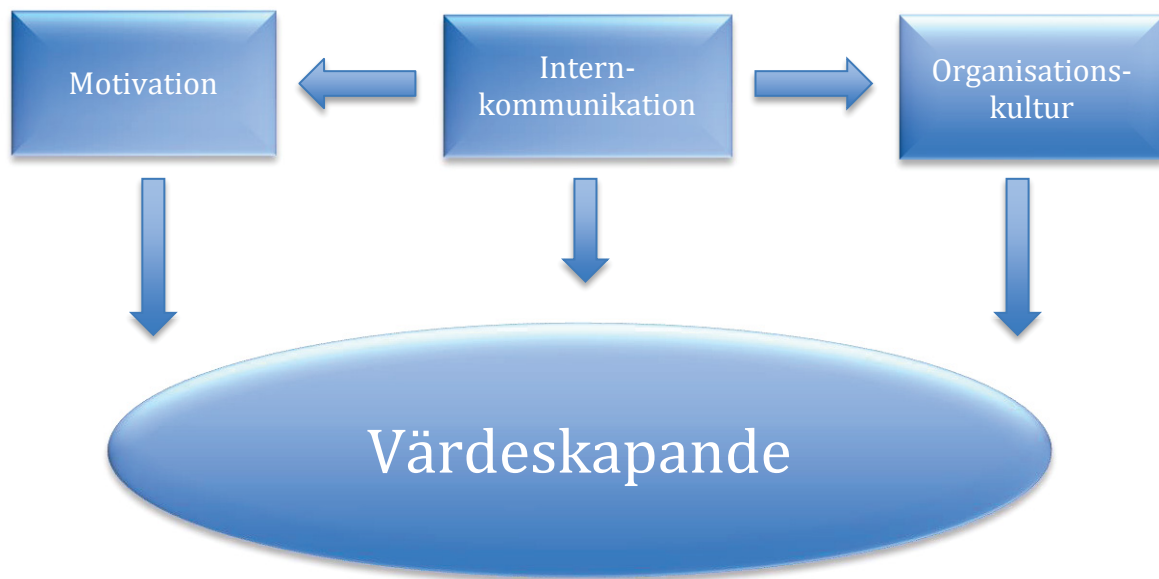 Motivation
Intern-
kommunikation
Organisations-
kultur
Värdeskapande